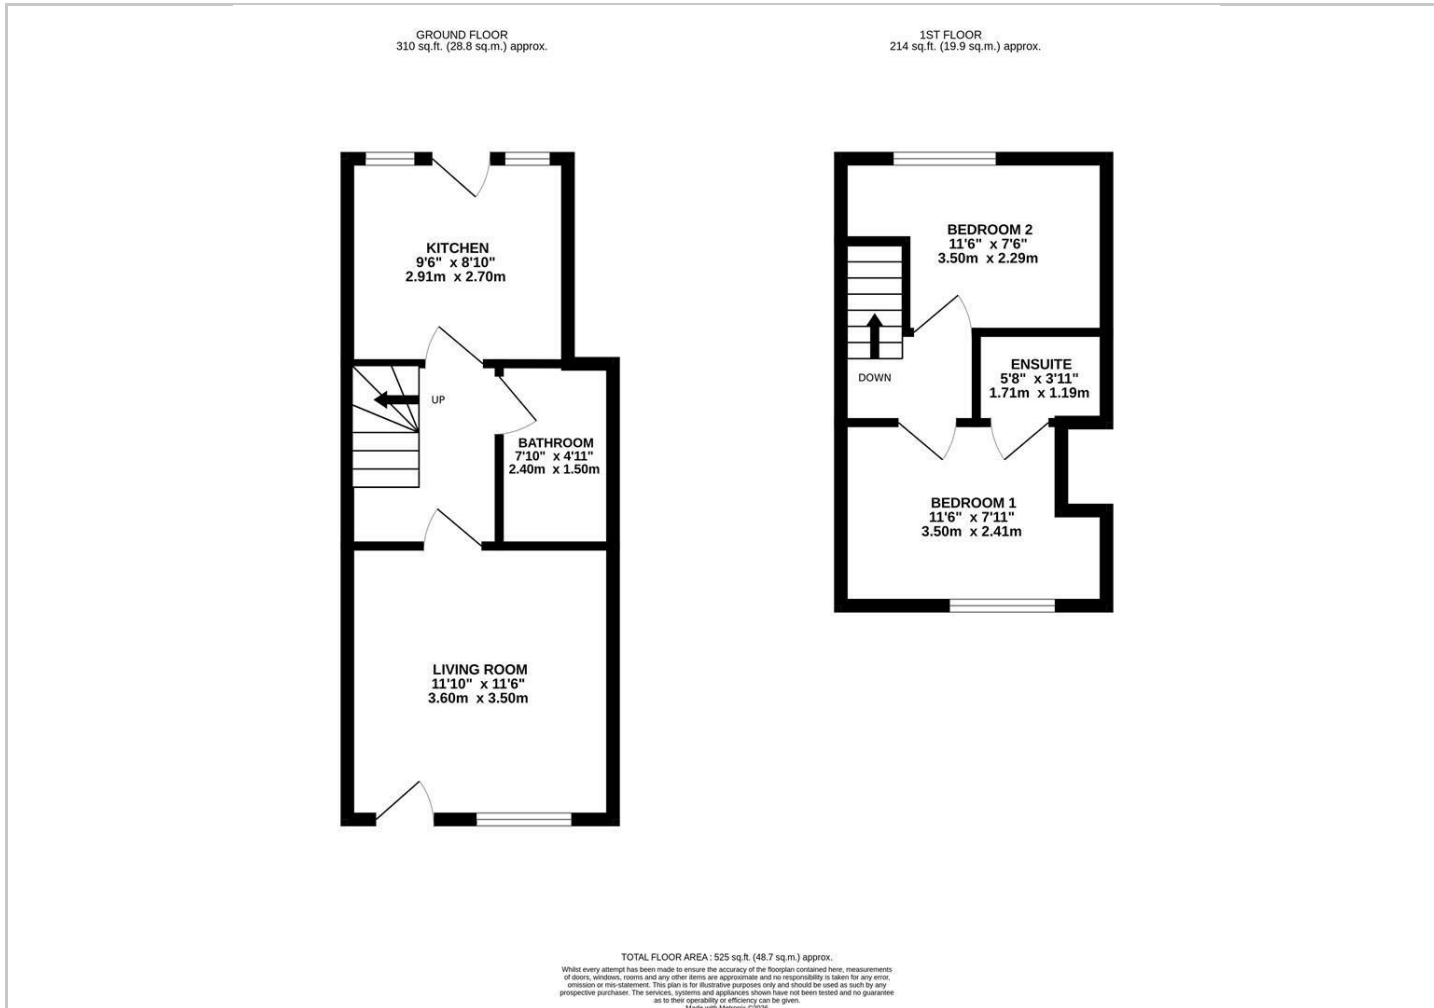 GROUND FLOOR
310 sq.ft. (28.8 sq.m.) approx.
1ST FLOOR
214 sq.ft. (19.9 sq.m.) approx.
KITCHEN
9'6" x 8'10"
2.91m x 2.70m
UP
BATHROOM
7'10" x 4'11"
2.40m x 1.50m
LIVING ROOM
11'10" x 11'6"
3.60m x 3.50m
BEDROOM 2
11'6" x 7'6"
3.50m x 2.29m
DOWN
ENSUITE
5'8" x 3'11"
1.71m x 1.19m
BEDROOM 1
11'6" x 7'11"
3.50m x 2.41m
TOTAL FLOOR AREA : 525 sq.ft. (48.7 sq.m.) approx.
Whilst every attempt has been made to ensure the accuracy of the floorplan contained here, measurements
of doors, windows, rooms and any other items are approximate and no responsibility is taken for any error,
omission or mis-statement. This plan is for illustrative purposes only and should be used as such by any
prospective purchaser. The services, systems and appliances shown have not been tested and no guarantee
as to their operability or efficiency can be given.
Made with Metropix ©2026